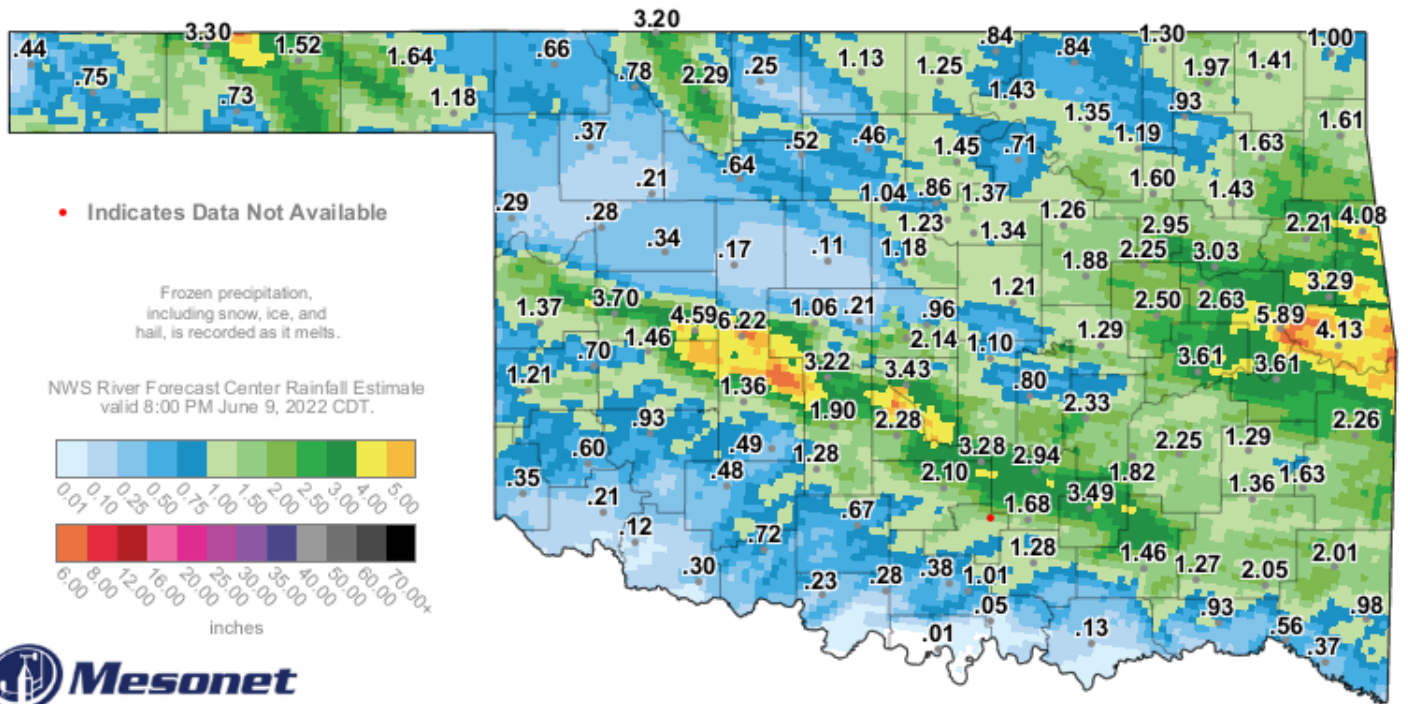 3.20
3.30 .84 1.30 1.00
.44 1.52 .66 .84
1.64 1.13 1.41
.75 .78 2.29 .25 1.25 1.97
.73 1.18 1.43 .93
.37 .52 .46 1.35 1.19 1.61
1.45 .71 1.63
.64
.21 1.04 .86 1.37 1.60 1.43
.29 .28 1.23 1.26 4.08
Indicates Data Not Available
.34 1.34 2.95 2.21
.17 .11 1.18 2.25 3.03
1.88
Frozen precipitation,
including snow, ice, and
hail, is recorded as it melts.
1.21 3.29
1.37 3.70 1.06 .21 .96 2.50 2.63
4.59 6.22 5.89
1.46 2.14 1.10 1.29 4.13
.70 3.22 3.61 3.61
1.21 1.36 3.43 .80
NWS River Forecast Center Rainfall Estimate
valid 8:00 PM June 9, 2022 CDT.
.93 1.90 2.28 2.33 2.26
.60 .49 1.28 3.28 2.94 2.25 1.29
.35 .48 2.10 1.82 1.36 1.63
.21 .67 1.68 3.49
0.01 0.10 0.25 0.50 0.75 1.00 1.50 2.00 2.50 3.00 4.00 5.00
.12 .72 1.28 1.46 2.01
.30 .23 .28 .38 1.01 1.27 2.05
6.00 8.00 12.00 16.00 20.00 25.00 30.00 35.00 40.00 50.00 60.00 70.00+
inches
.05 .93 .98
.01 .13 .56
.37
Mesonet